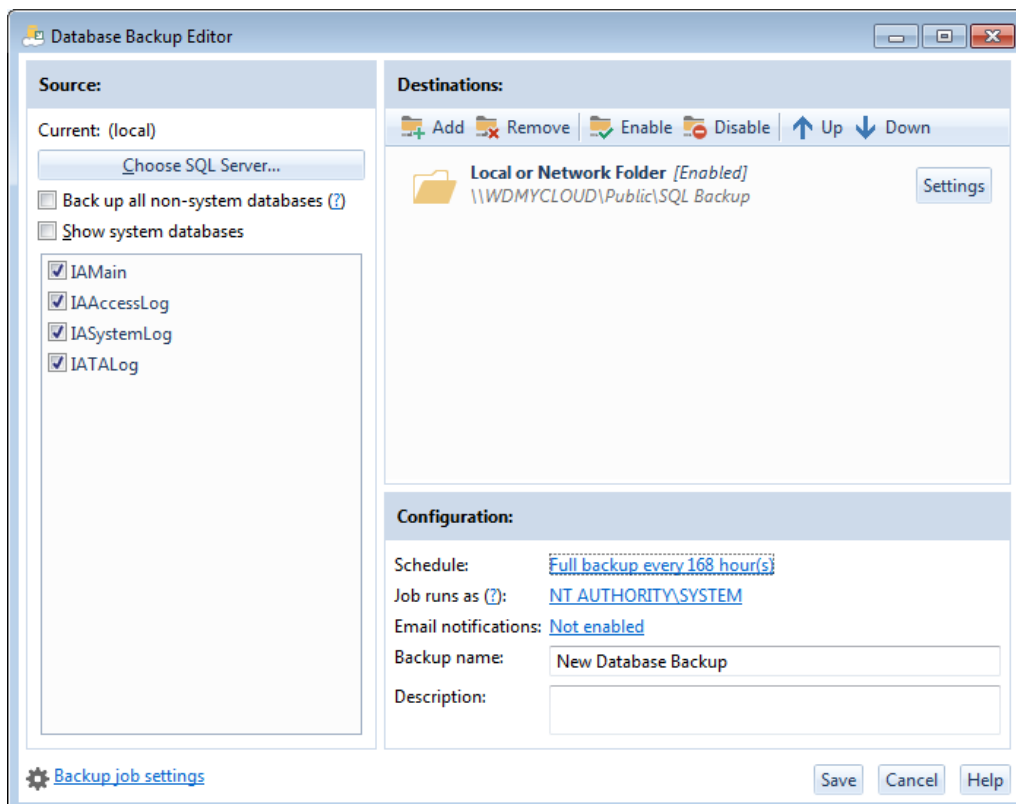 Database Backup Editor
Source:
Current: (local)
Choose SQL Server...
Back up all non-system databases (?)
Show system databases
IAMain
IAAccessLog
IASystemLog
IATALog
Destinations:
Add Remove Enable Disable Up Down
Local or Network Folder [Enabled]
\\WDMYCLOUD\Public\SQL Backup
Settings
Configuration:
Schedule: Full backup every 168 hour(s)
Job runs as (?): NT AUTHORITY\SYSTEM
Email notifications: Not enabled
Backup name: New Database Backup
Description:
Backup job settings
Save Cancel Help